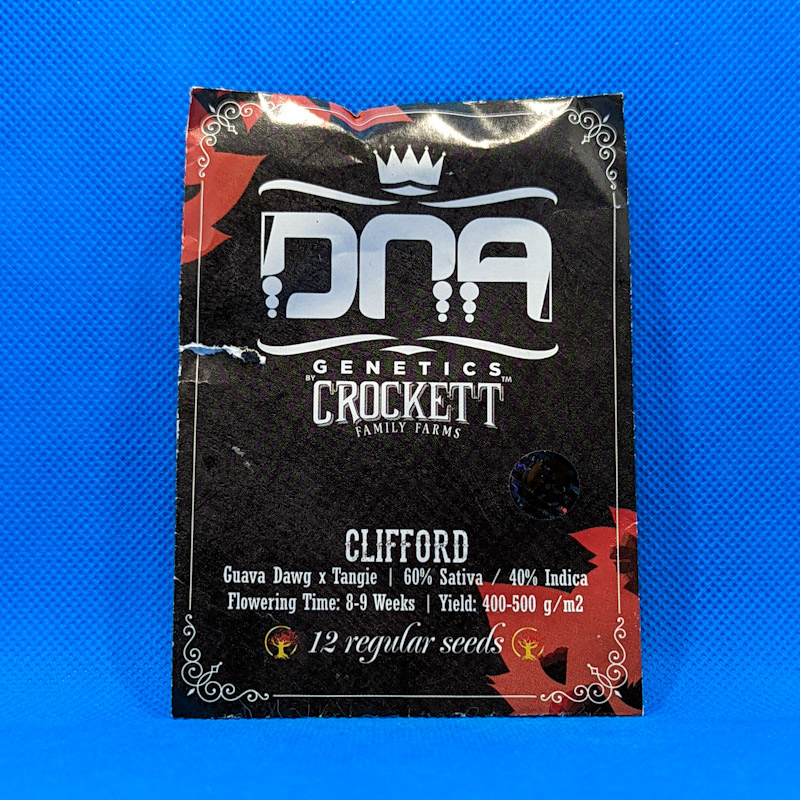 DNA
GENETICS
BY CROCKETT™
FAMILY FARMS
CLIFFORD
Guava Dawg x Tangie | 60% Sativa / 40% Indica
Flowering Time: 8-9 Weeks | Yield: 400-500 g/m2
12 regular seeds